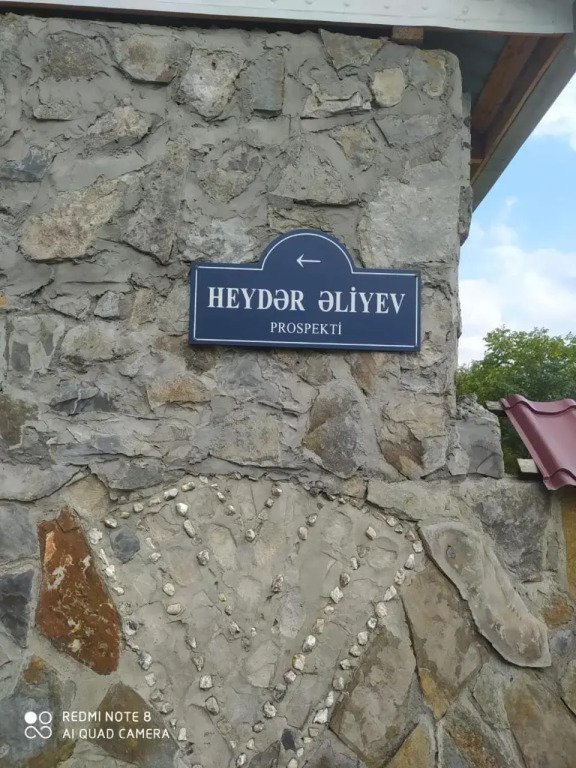 ←
HEYDƏR ƏLİYEV
PROSPEKTİ
REDMI NOTE 8
AI QUAD CAMERA